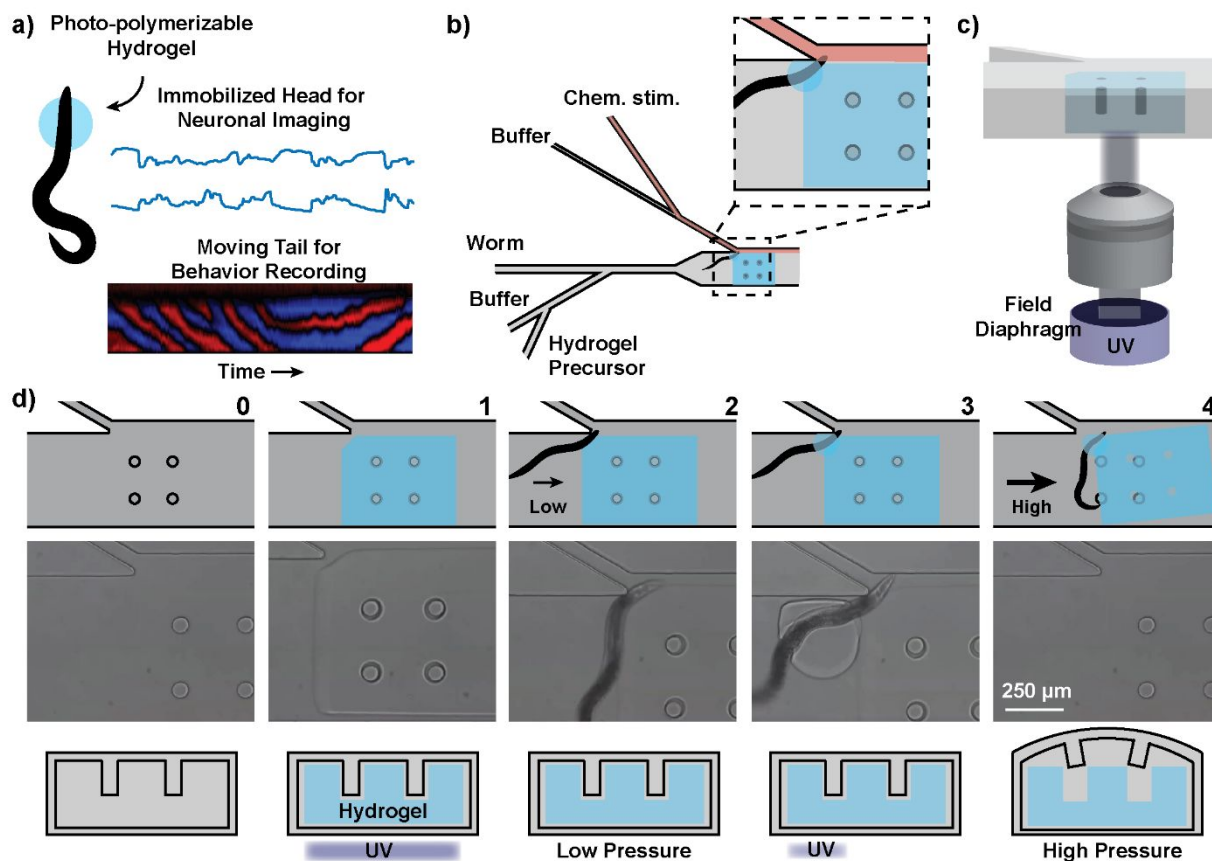 a)
Photo-polymerizable
Hydrogel
Immobilized Head for
Neuronal Imaging
Moving Tail for
Behavior Recording
Time
b)
Chem. stim.
Buffer
Worm
Buffer
Hydrogel
Precursor
c)
Field
Diaphragm
UV
d)
0
1
2
3
4
Low
High
250 µm
Hydrogel
UV
Low Pressure
UV
High Pressure